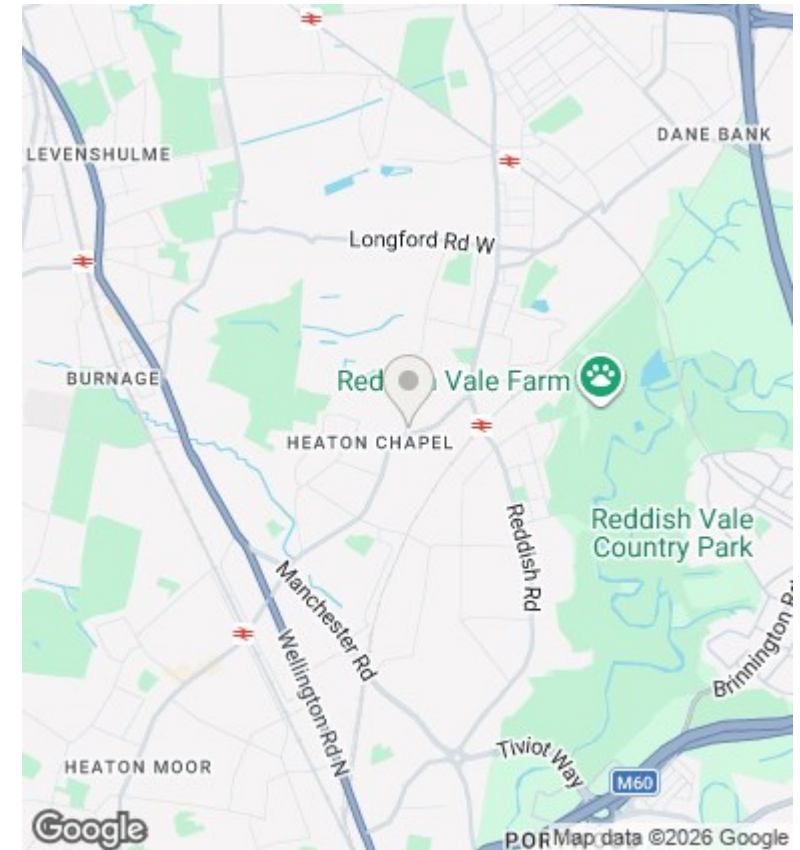 DANE BANK
LEVENSHULME
Longford Rd W
BURNAGE
Vale Farm
HEATON CHAPEL
Reddish Rd
Reddish Vale
Country Park
Manchester Rd
Wellington Rd N
Brinnington Rd
HEATON MOOR
Tiviot Way
M60
Google
Map data ©2026 Google